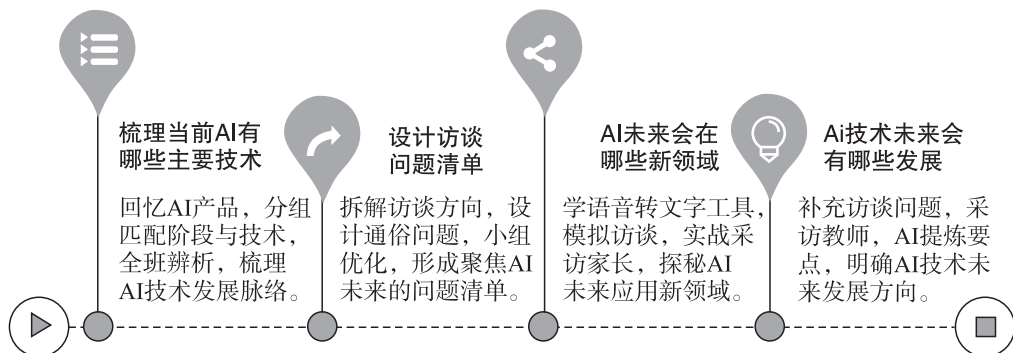 梳理当前AI有
哪些主要技术
回忆AI产品，分组
匹配阶段与技术，
全班辨析，梳理
AI技术发展脉络。
设计访谈
问题清单
拆解访谈方向，设
计通俗问题，小组
优化，形成聚焦AI
未来的问题清单。
AI未来会在
哪些新领域
学语音转文字工具，
模拟访谈，实战采
访家长，探秘AI
未来应用新领域。
Ai技术未来会
有哪些发展
补充访谈问题，采
访教师，AI提炼要
点，明确AI技术未
来发展方向。